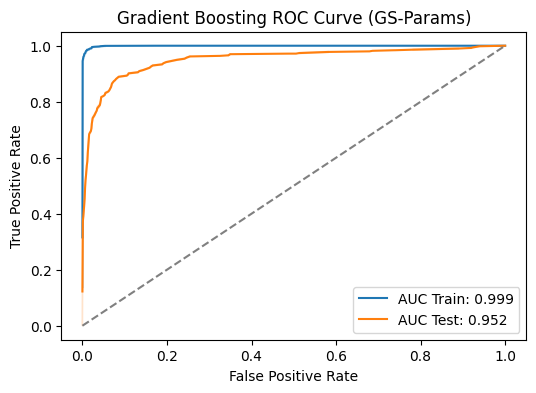 Gradient Boosting ROC Curve (GS-Params)
True Positive Rate
1.0
0.8
0.6
0.4
0.2
0.0
AUC Train: 0.999
AUC Test: 0.952
0.0 0.2 0.4 0.6 0.8 1.0
False Positive Rate